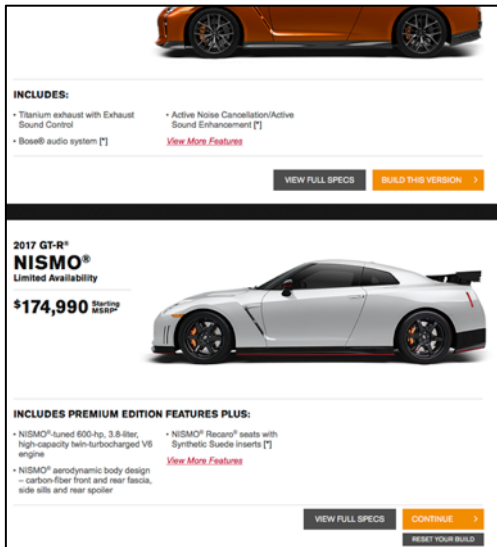 INCLUDES:
• Titanium exhaust with Exhaust
Sound Control
• Bose® audio system [*]
• Active Noise Cancellation/Active
Sound Enhancement [*]
View More Features
VIEW FULL SPECS
BUILD THIS VERSION >
2017 GT-R®
NISMO®
Limited Availability
$174,990 Starting
MSRP*
INCLUDES PREMIUM EDITION FEATURES PLUS:
• NISMO®-tuned 600-hp, 3.8-liter,
high-capacity twin-turbocharged V6
engine
• NISMO® aerodynamic body design
– carbon-fiber front and rear fascia,
side sills and rear spoiler
• NISMO® Recaro® seats with
Synthetic Suede inserts [*]
View More Features
VIEW FULL SPECS
CONTINUE >
RESET YOUR BUILD